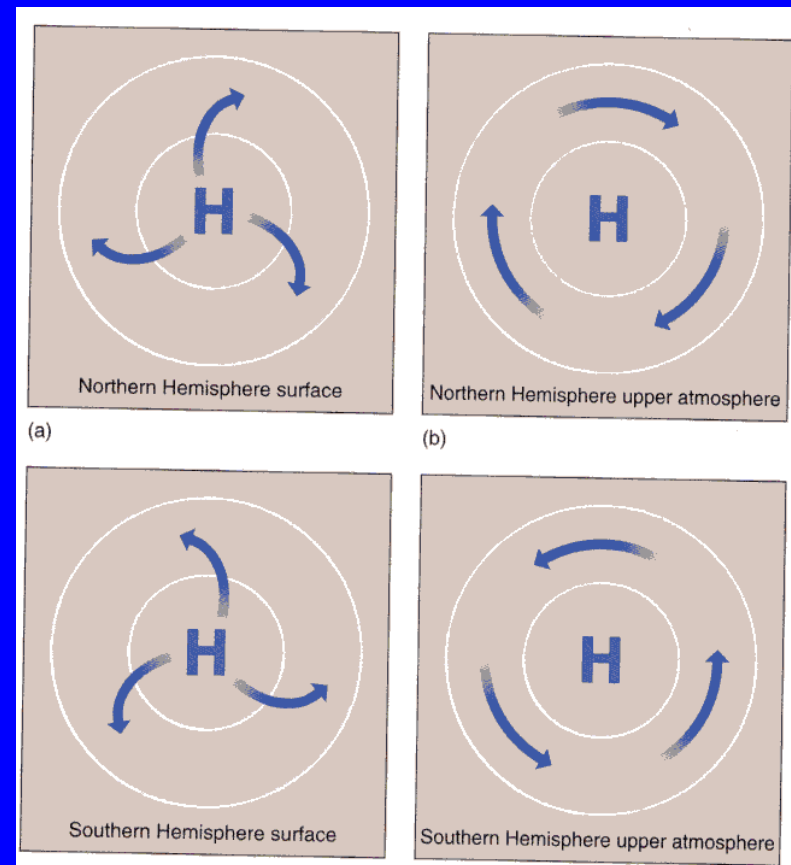 H
H
Northern Hemisphere surface
Northern Hemisphere upper atmosphere
(a)
(b)
H
H
Southern Hemisphere surface
Southern Hemisphere upper atmosphere